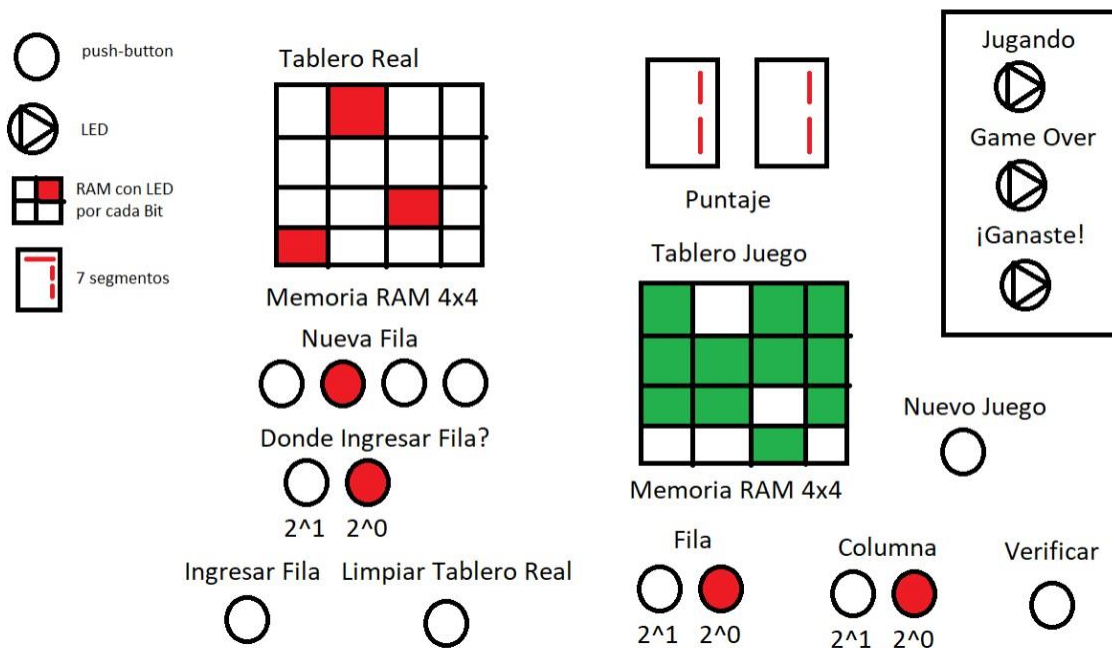 push-button
LED
RAM con LED
por cada Bit
7 segmentos
Tablero Real
Memoria RAM 4x4
Nueva Fila
Donde Ingresar Fila?
2^1 2^0
Ingresar Fila Limpiar Tablero Real
Puntaje
Tablero Juego
Memoria RAM 4x4
Fila
2^1 2^0
Columna
2^1 2^0
Jugando
Game Over
¡Ganaste!
Nuevo Juego
Verificar